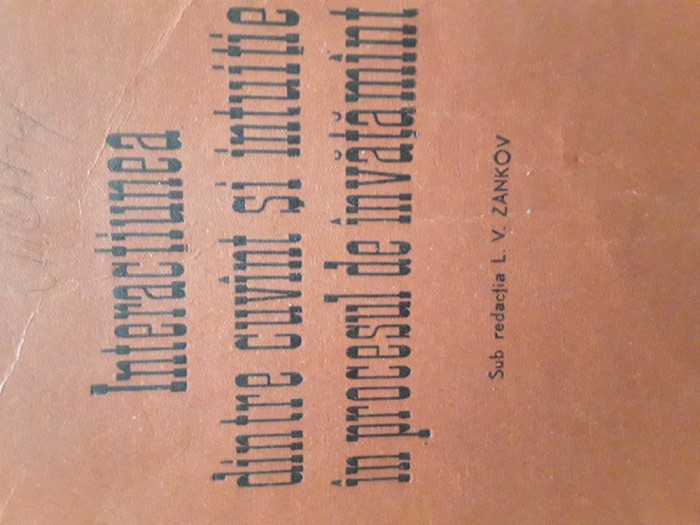 Interacțiunea
dintre cuvînt și intuiție
în procesul de învățămînt
Sub redacția L. V. ZANKOV